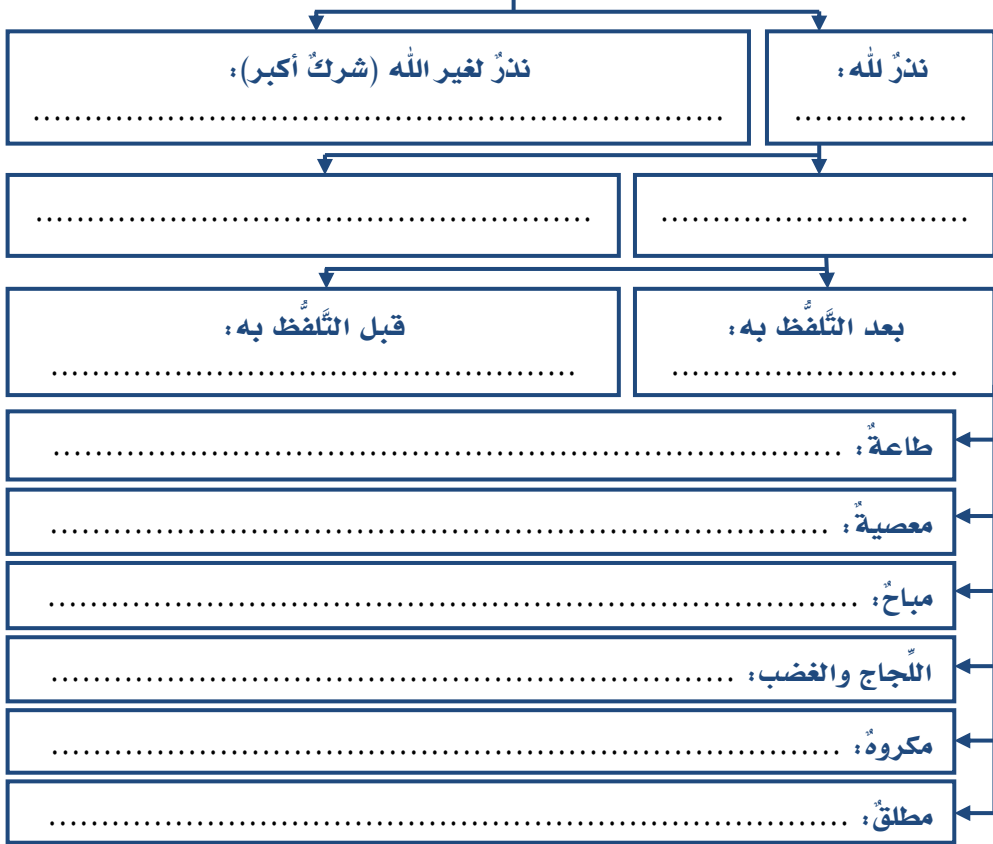 نذرٌ لله:
.................
نذرٌ لغير الله (شركٌ أكبر):
....................................................................
..............................
......................................................
بعد التَّلفُّظ به:
............................
قبل التَّلفُّظ به:
...................................................
طاعةٌ: .............................................................................
معصيةٌ: ............................................................................
مباحٌ: ...............................................................................
اللِّجاج والغضب: ...................................................................
مكروهٌ: .............................................................................
مطلقٌ: ..............................................................................